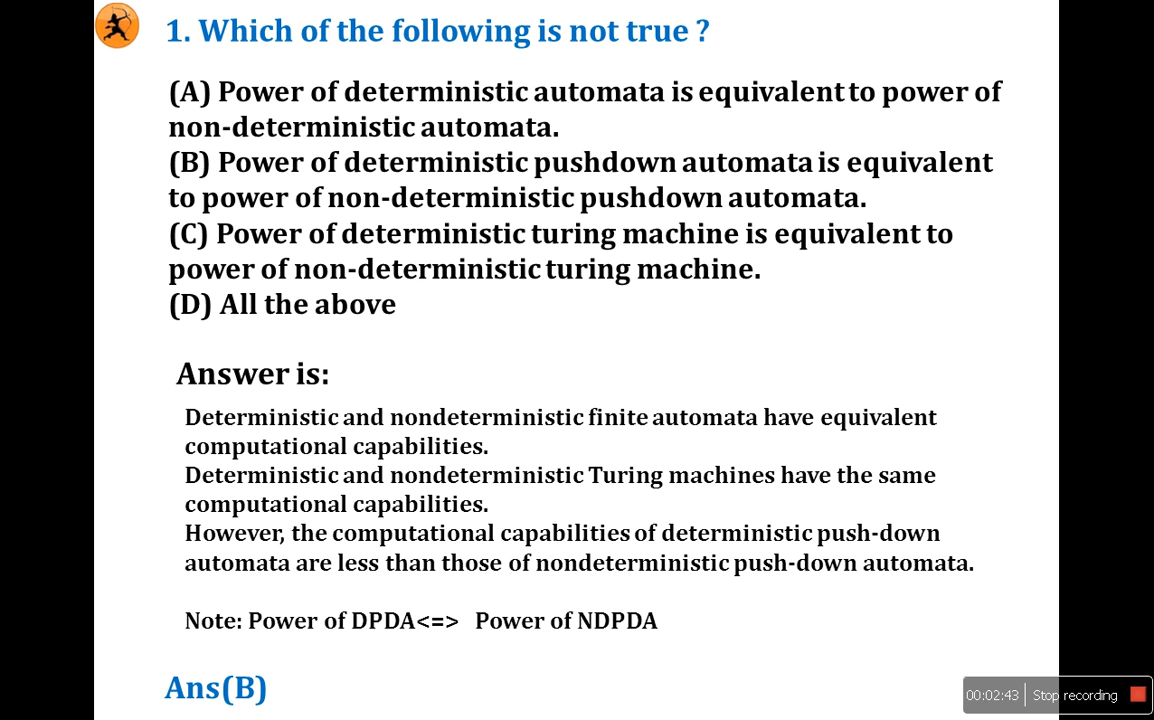 1. Which of the following is not true ?
(A) Power of deterministic automata is equivalent to power of
non-deterministic automata.
(B) Power of deterministic pushdown automata is equivalent
to power of non-deterministic pushdown automata.
(C) Power of deterministic turing machine is equivalent to
power of non-deterministic turing machine.
(D) All the above
Answer is:
Deterministic and nondeterministic finite automata have equivalent
computational capabilities.
Deterministic and nondeterministic Turing machines have the same
computational capabilities.
However, the computational capabilities of deterministic push-down
automata are less than those of nondeterministic push-down automata.
Note: Power of DPDA<=> Power of NDPDA
Ans(B)
00:02:43 Stop recording